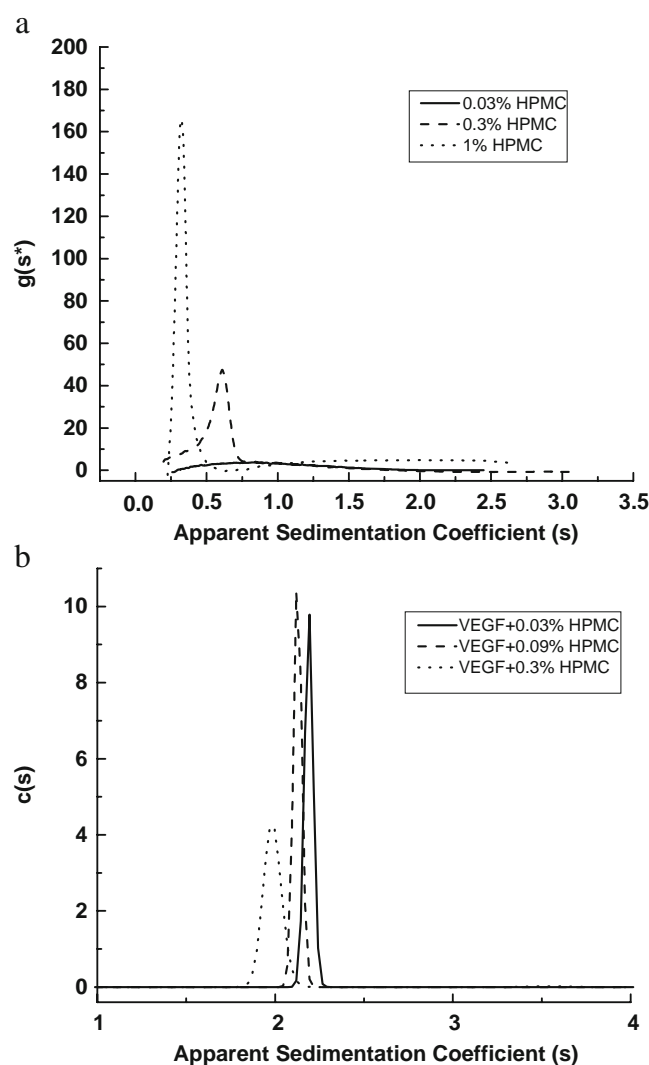 a
200
180
160
140
120
100
80
60
40
20
0
g(s*)
0.03% HPMC
0.3% HPMC
1% HPMC
0.0 0.5 1.0 1.5 2.0 2.5 3.0 3.5
Apparent Sedimentation Coefficient (s)
b
10
8
6
4
2
0
c(s)
VEGF+0.03% HPMC
VEGF+0.09% HPMC
VEGF+0.3% HPMC
1 2 3 4
Apparent Sedimentation Coefficient (s)